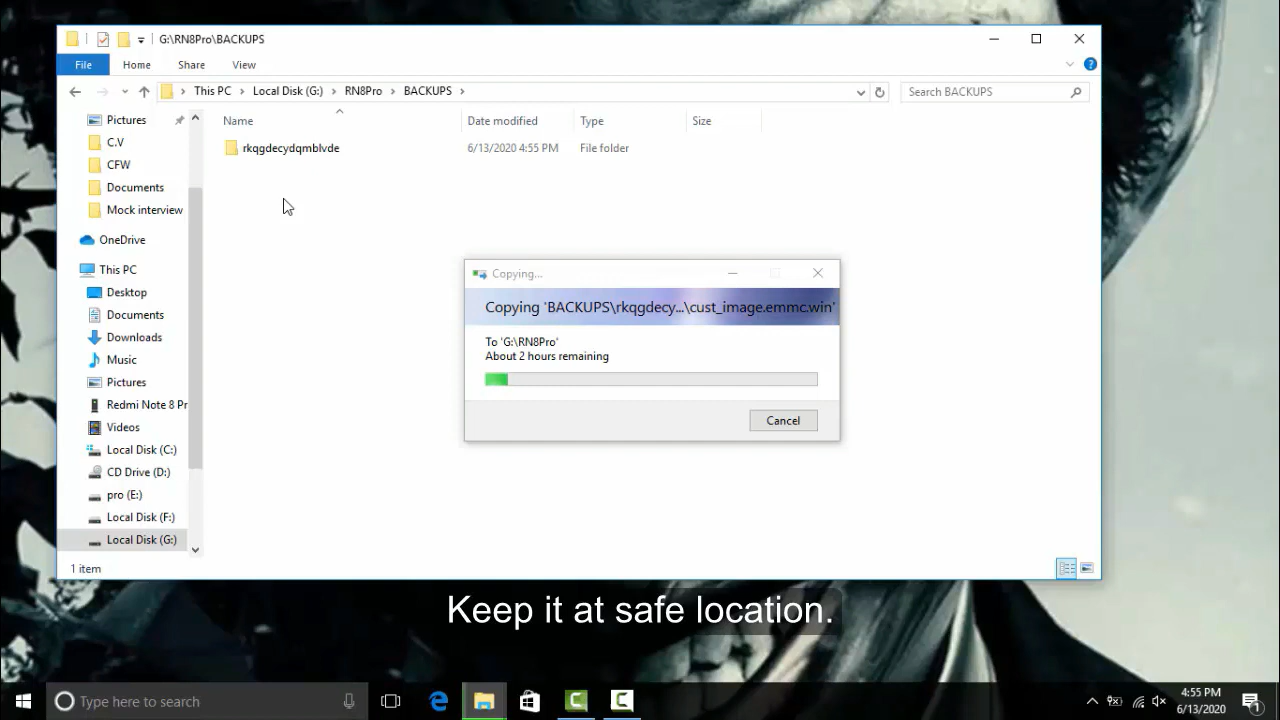 G:\RN8Pro\BACKUPS
File Home Share View
This PC Local Disk (G:) RN8Pro BACKUPS
Search BACKUPS
Name Date modified Type Size
rkqgdecydqmblvde 6/13/2020 4:55 PM File folder
Pictures
C.V
CFW
Documents
Mock interview
OneDrive
This PC
Desktop
Documents
Downloads
Music
Pictures
Redmi Note 8 Pr
Videos
Local Disk (C:)
CD Drive (D:)
pro (E:)
Local Disk (F:)
Local Disk (G:)
1 item
Copying...
Copying 'BACKUPS\rkqgdecy...\cust_image.emmc.win'
To 'G:\RN8Pro'
About 2 hours remaining
Cancel
Keep it at safe location.
Type here to search
4:55 PM
6/13/2020
1